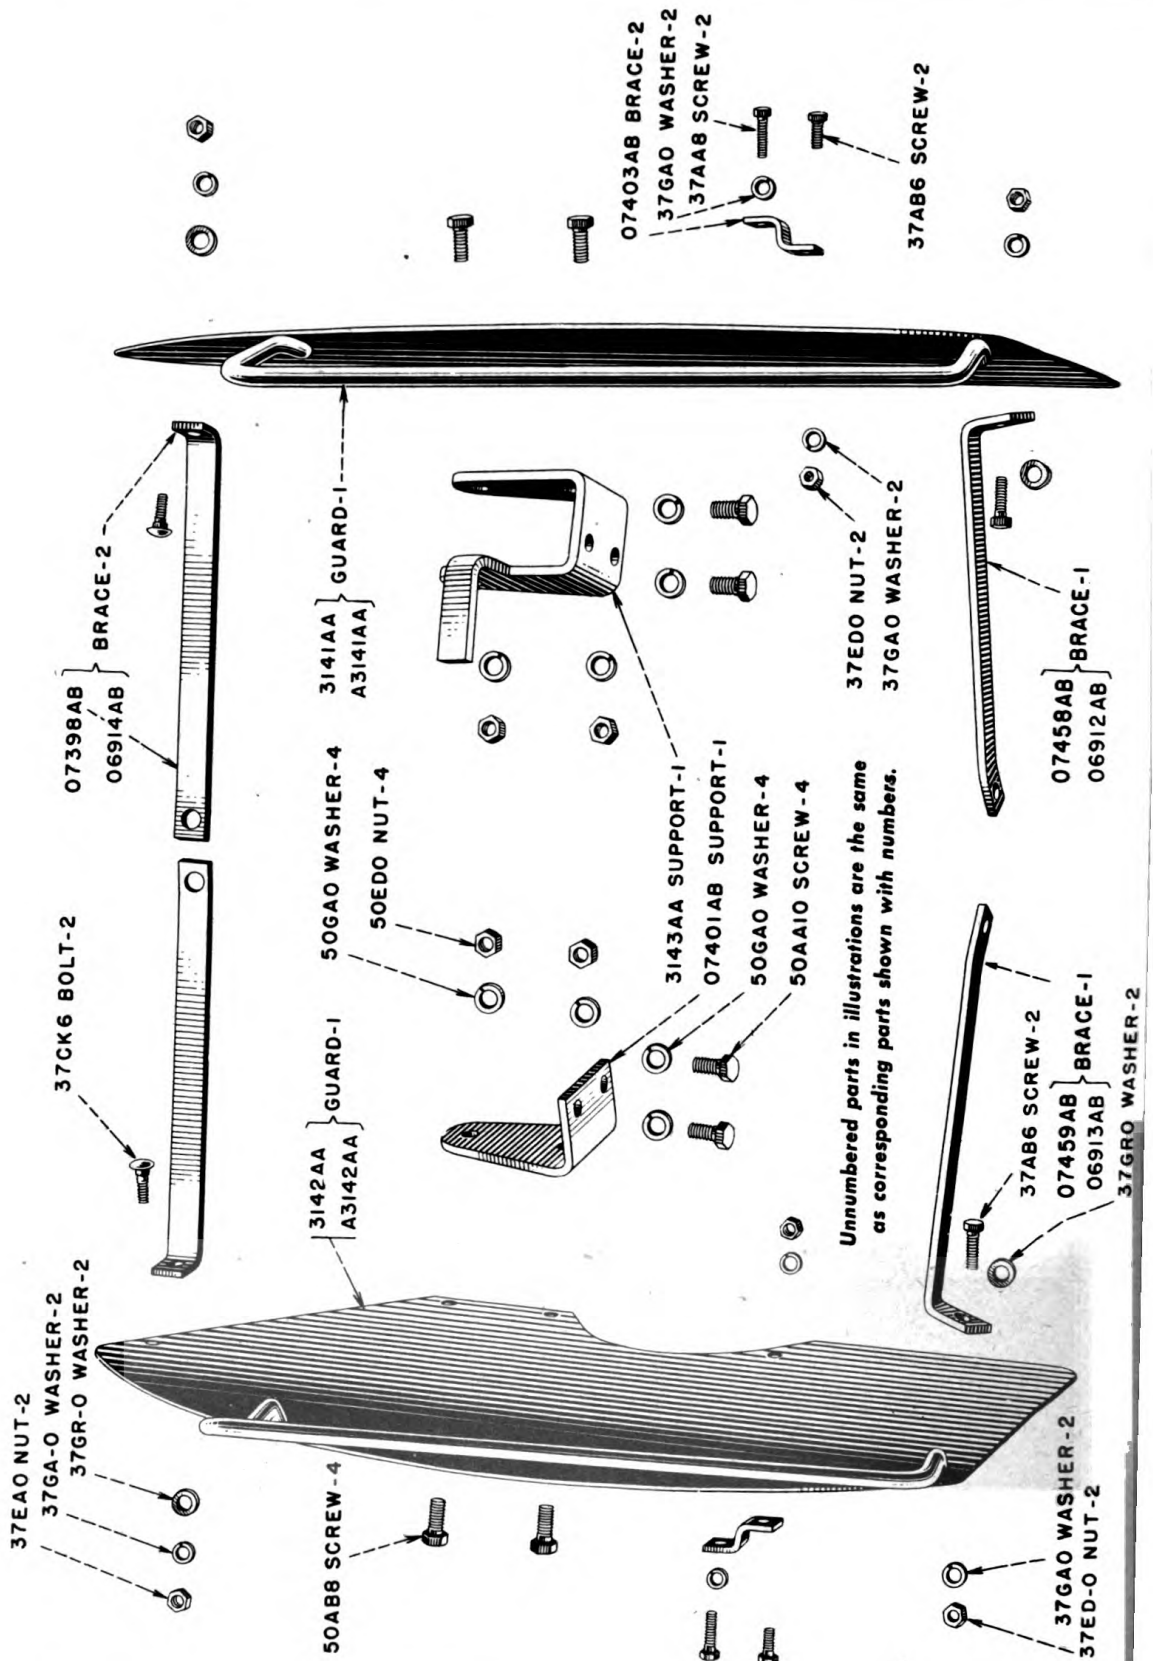 37EAO NUT-2
37GA-O WASHER-2
37GR-O WASHER-2
37CK6 BOLT-2
07398AB
06914AB
BRACE-2
3142AA
A3142AA
GUARD-1
50GAO WASHER-4
50EDO NUT-4
3141AA
A3141AA
GUARD-1
50AB8 SCREW-4
07403AB BRACE-2
37GAO WASHER-2
37AA8 SCREW-2
37AB6 SCREW-2
3143AA SUPPORT-1
07401AB SUPPORT-1
50GAO WASHER-4
50AA10 SCREW-4
37EDO NUT-2
37GAO WASHER-2
Unnumbered parts in illustrations are the same
as corresponding parts shown with numbers.
37GAO WASHER-2
37ED-O NUT-2
37AB6 SCREW-2
07459AB
06913AB
BRACE-1
37GRO WASHER-2
07458AB
06912AB
BRACE-1